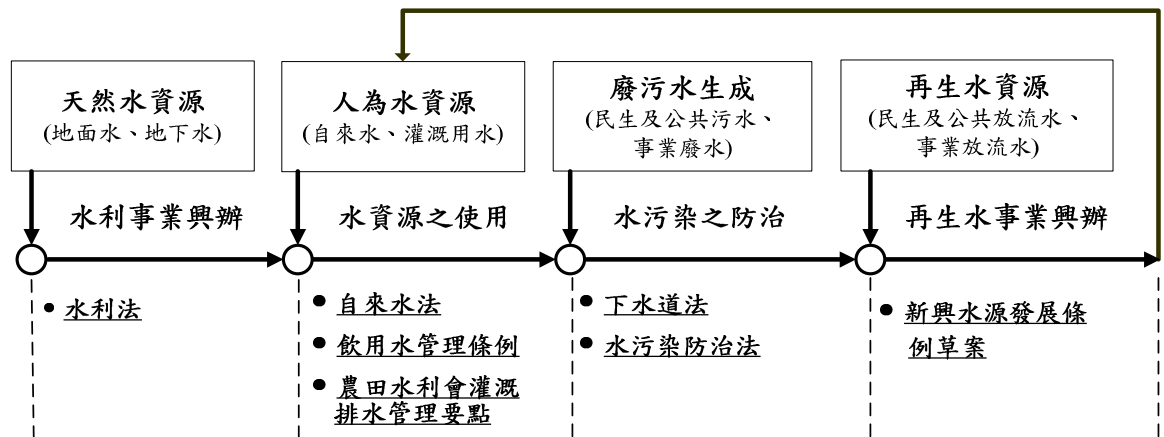 天然水資源
(地面水、地下水)
人為水資源
(自來水、灌溉用水)
廢污水生成
(民生及公共污水、
事業廢水)
再生水資源
(民生及公共放流水、
事業放流水)
水利事業興辦
水資源之使用
水污染之防治
再生水事業興辦
• 水利法
• 自來水法
• 飲用水管理條例
• 農田水利會灌溉
排水管理要點
• 下水道法
• 水污染防治法
• 新興水源發展條
例草案